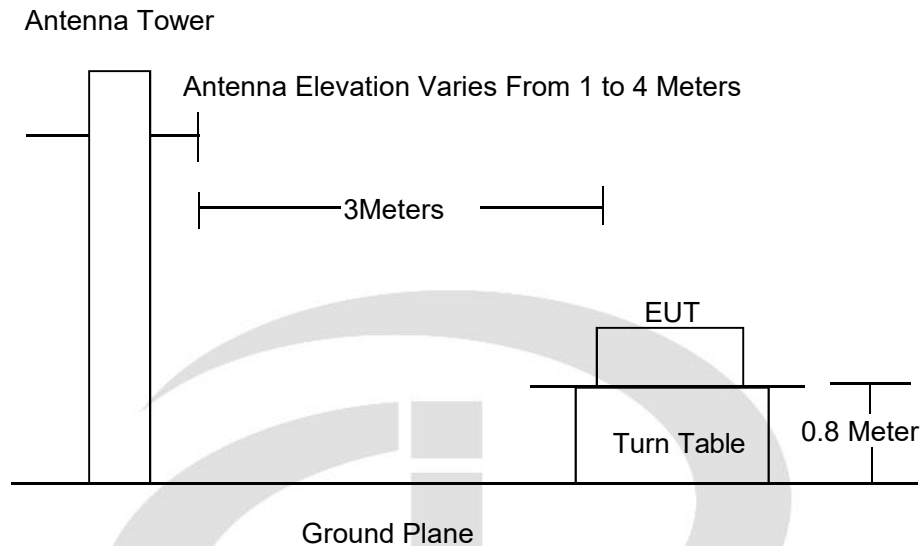 Antenna Tower
Antenna Elevation Varies From 1 to 4 Meters
3Meters
EUT
Turn Table
0.8 Meter
Ground Plane